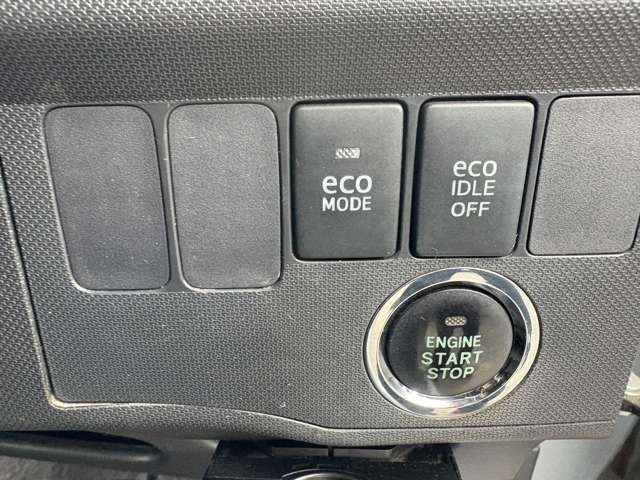 eco
MODE
eco
IDLE
OFF
ENGINE
START
STOP